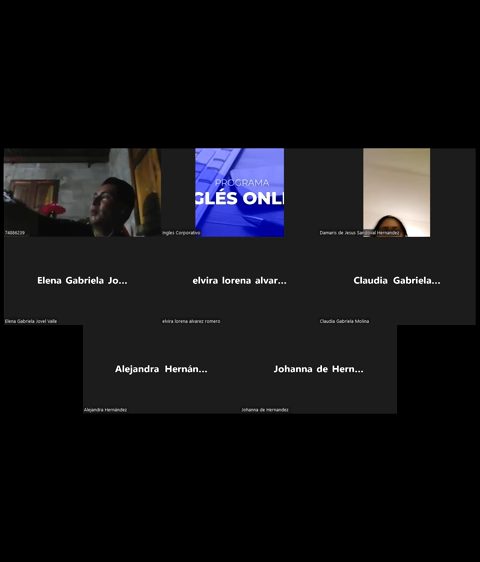 PROGRAMA
GLÉS ONLI
74086239
Ingles Corporativo
Damaris de Jesus Sandoval Hernandez
Elena Gabriela Jo...
elvira lorena alvar...
Claudia Gabriela...
Elena Gabriela Jovel Valle
elvira lorena alvarez romero
Claudia Gabriela Molina
Alejandra Hernán...
Johanna de Hern...
Alejandra Hernández
Johanna de Hernandez